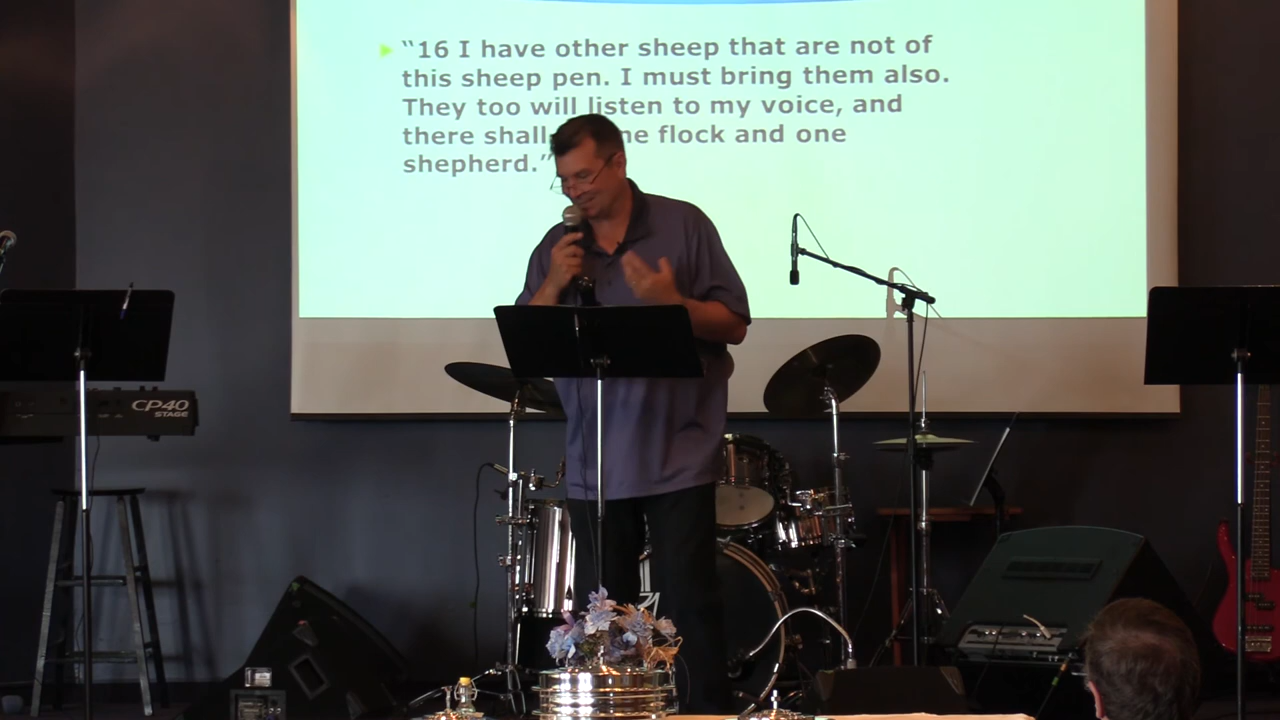 “16 I have other sheep that are not of
this sheep pen. I must bring them also.
They too will listen to my voice, and
there shall ne flock and one
shepherd.”
CP40
STAGE